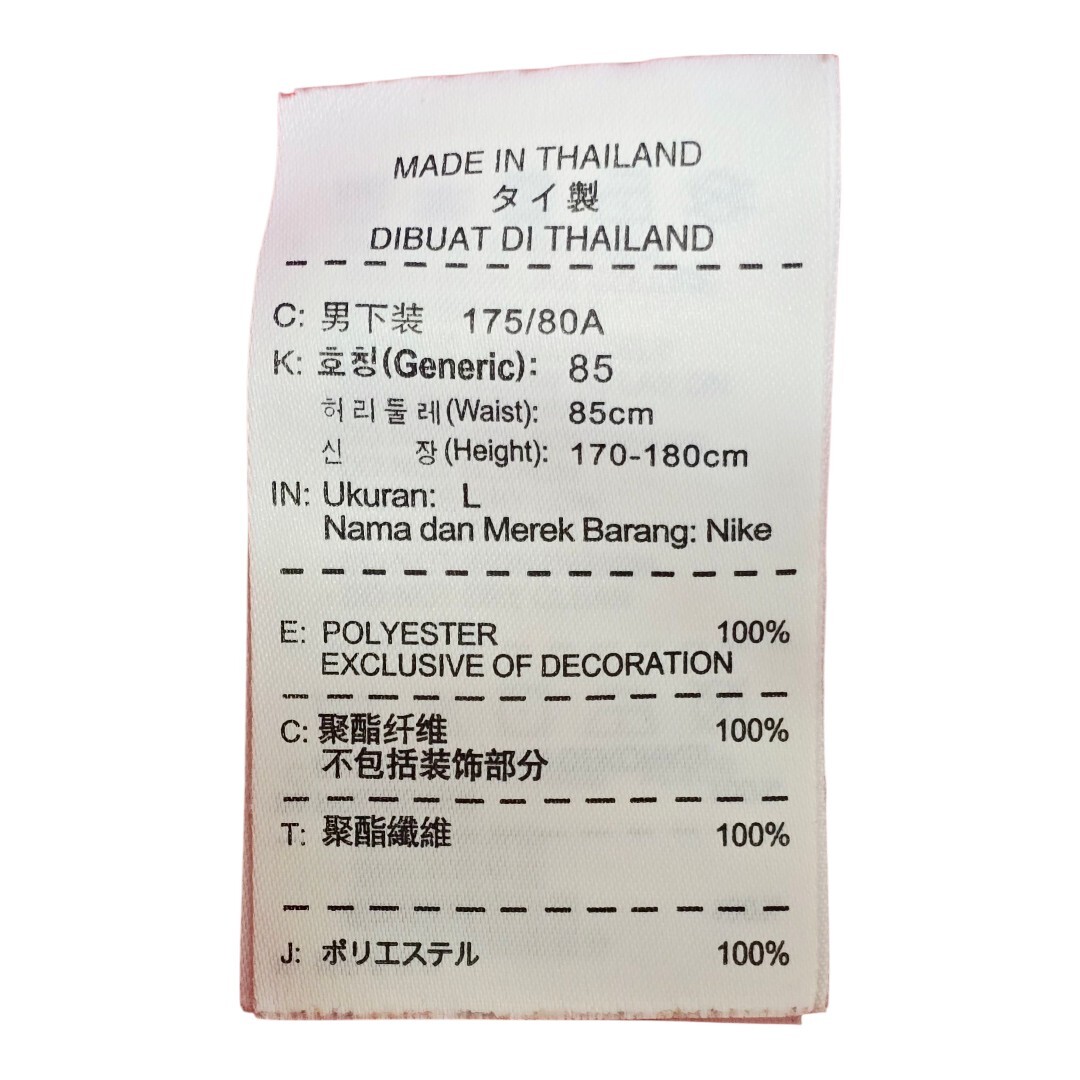 MADE IN THAILAND
タイ製
DIBUAT DI THAILAND
C: 男下装 175/80A
K: 호칭(Generic): 85
허리둘레(Waist): 85cm
신 장(Height): 170-180cm
IN: Ukuran: L
Nama dan Merek Barang: Nike
E: POLYESTER 100%
EXCLUSIVE OF DECORATION
C: 聚酯纤维 100%
不包括装饰部分
T: 聚酯纖維 100%
J: ポリエステル 100%